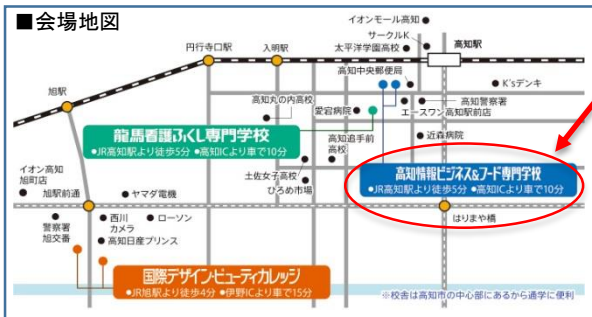 ■会場地図
イオンモール高知
サークルK
太平洋学園高校
高知駅
円行寺口駅
入明駅
旭駅
高知中央郵便局
K'sデンキ
高知丸の内高校
愛宕病院
高知警察署
エースワン高知駅前店
龍馬看護ふくし専門学校
●JR高知駅より徒歩5分 ●高知ICより車で10分
高知追手前
高校
近森病院
土佐女子高校
ひろめ市場
高知情報ビジネス&フード専門学校
●JR高知駅より徒歩5分 ●高知ICより車で10分
イオン高知
旭町店
旭駅前通
ヤマダ電機
はりまや橋
警察署
旭交番
西川
カメラ
ローソン
高知日産プリンス
国際デザイン・ビューティカレッジ
●JR旭駅より徒歩4分 ●伊野ICより車で15分
※校舎は高知市の中心部にあるから通学に便利